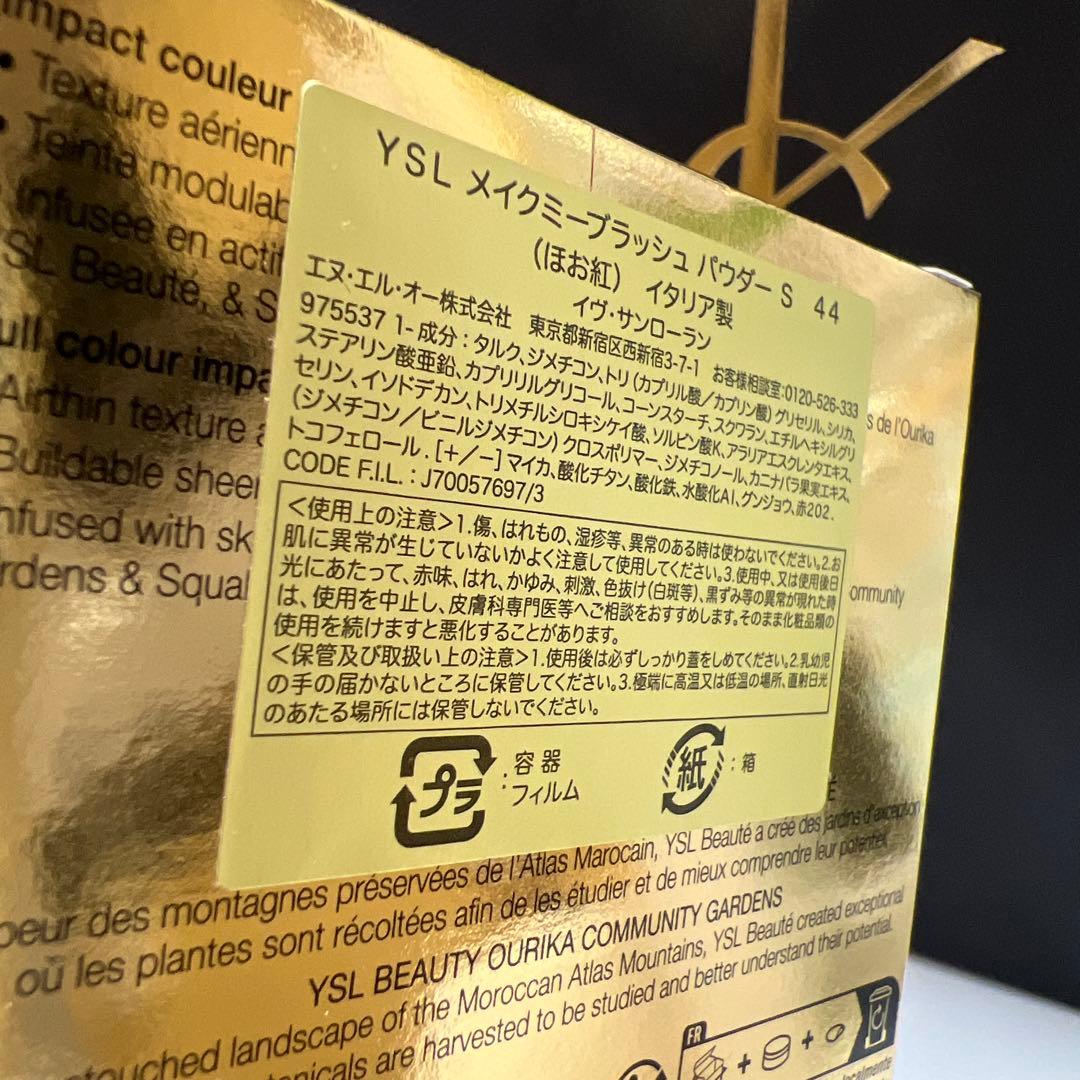 impact couleur
• Texture aérienn
• Teinte modulab
Infusée en actif
SL Beauté, & S
ull colour impa
Airthin texture a
Buildable sheer
nfused with sk
rdens & Squal
YSL メイクミーブラッシュ パウダー S 44
(ほお紅) イタリア製
エヌ・エル・オー株式会社 東京都新宿区西新宿3-7-1 お客様相談室:0120-526-333
イヴ・サンローラン
975537 1- 成分:タルク、ジメチコン、トリ(カプリル酸/カプリン酸)グリセリル、シリカ、
ステアリン酸亜鉛、カプリリルグリコール、コーンスターチ、スクワラン、エチルヘキシルグリ
セリン、イソドデカン、トリメチルシロキシケイ酸、ソルビン酸K、アラリアエスクレンタエキス、
(ジメチコン/ビニルジメチコン)クロスポリマー、ジメチコノール、カニナバラ果実エキス、
トコフェロール.[+/-]マイカ、酸化チタン、酸化鉄、水酸化Al、グンジョウ、赤202.
CODE F.I.L. : J70057697/3
<使用上の注意>1.傷、はれもの、湿疹等、異常のある時は使わないでください。2.お
肌に異常が生じていないかよく注意して使用してください。3.使用中、又は使用後日
光にあたって、赤味、はれ、かゆみ、刺激、色抜け(白斑等)、黒ずみ等の異常が現れた時
は、使用を中止し、皮膚科専門医等へご相談をおすすめします。そのまま化粧品類の
使用を続けますと悪化することがあります。
<保管及び取扱い上の注意>1.使用後は必ずしっかり蓋をしめてください。2.乳幼児
の手の届かないところに保管してください。3.極端に高温又は低温の場所、直射日光
のあたる場所には保管しないでください。
プラ : 容器
フィルム
紙 : 箱
s de l'Ourika
ommunity
peur des montagnes préservées de l'Atlas Marocain, YSL Beauté a créé des jardins d'exception
où les plantes sont récoltées afin de les étudier et de mieux comprendre leur potentiel.
YSL BEAUTY OURIKA COMMUNITY GARDENS
touched landscape of the Moroccan Atlas Mountains, YSL Beauté created exceptional
tanicals are harvested to be studied and better understand their potential.
FR
+ +
localmente